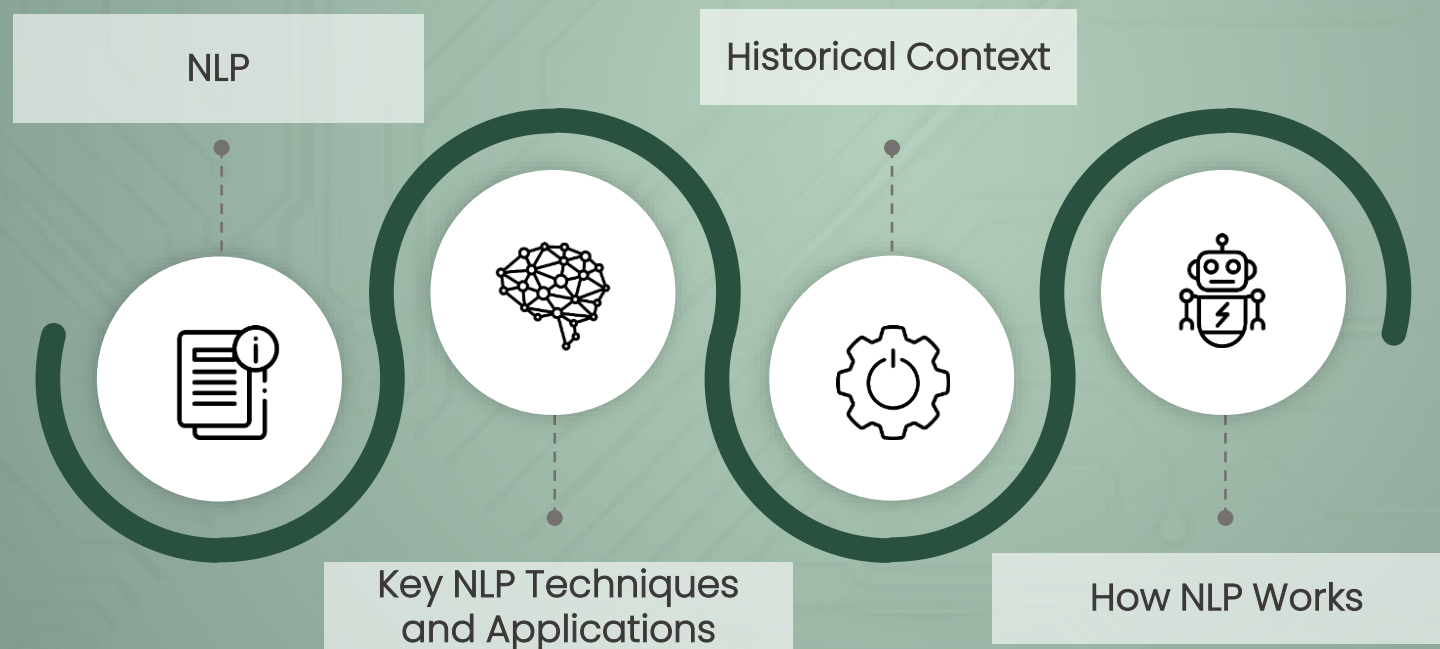 NLP
Historical Context
Key NLP Techniques
and Applications
How NLP Works